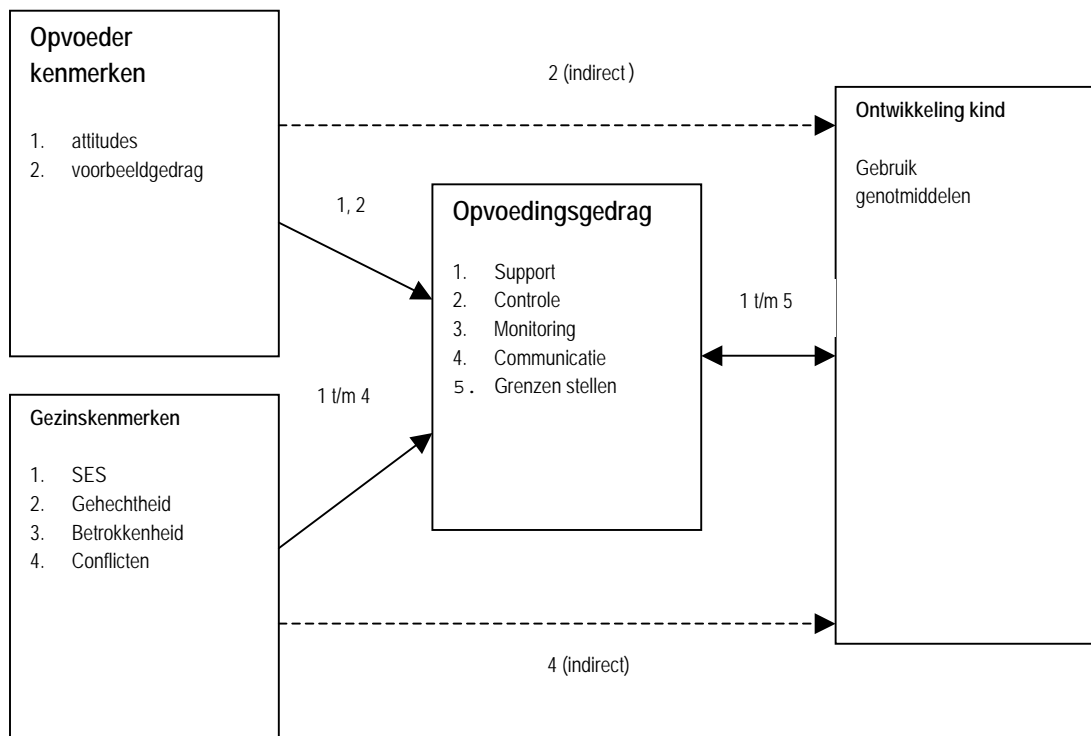 Opvoeder
kenmerken
1. attitudes
2. voorbeeldgedrag
2 (indirect)
Ontwikkeling kind
Gebruik
genotmiddelen
1, 2
Opvoedingsgedrag
1. Support
2. Controle
3. Monitoring
4. Communicatie
5. Grenzen stellen
1 t/m 5
1 t/m 4
Gezinskenmerken
1. SES
2. Gehechtheid
3. Betrokkenheid
4. Conflicten
4 (indirect)